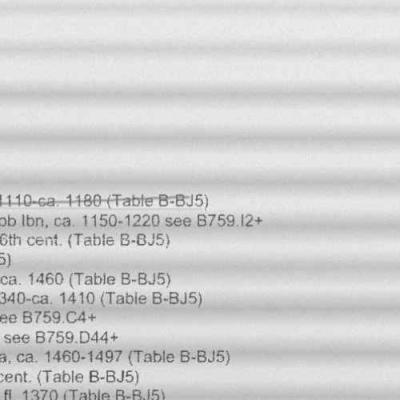 1110-ca. 1180 (Table B-BJ5)
bb Ibn, ca. 1150-1220 see B759.I2+
6th cent. (Table B-BJ5)
5)
ca. 1460 (Table B-BJ5)
340-ca. 1410 (Table B-BJ5)
ee B759.C4+
see B759.D44+
a, ca. 1460-1497 (Table B-BJ5)
cent. (Table B-BJ5)
fl. 1370 (Table B-BJ5)